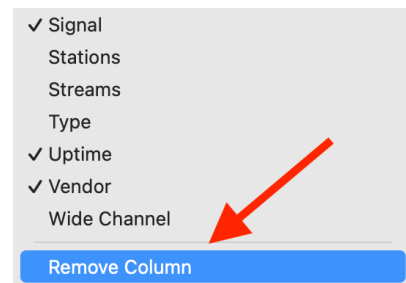 ✓ Signal
Stations
Streams
Type
✓ Uptime
✓ Vendor
Wide Channel
Remove Column